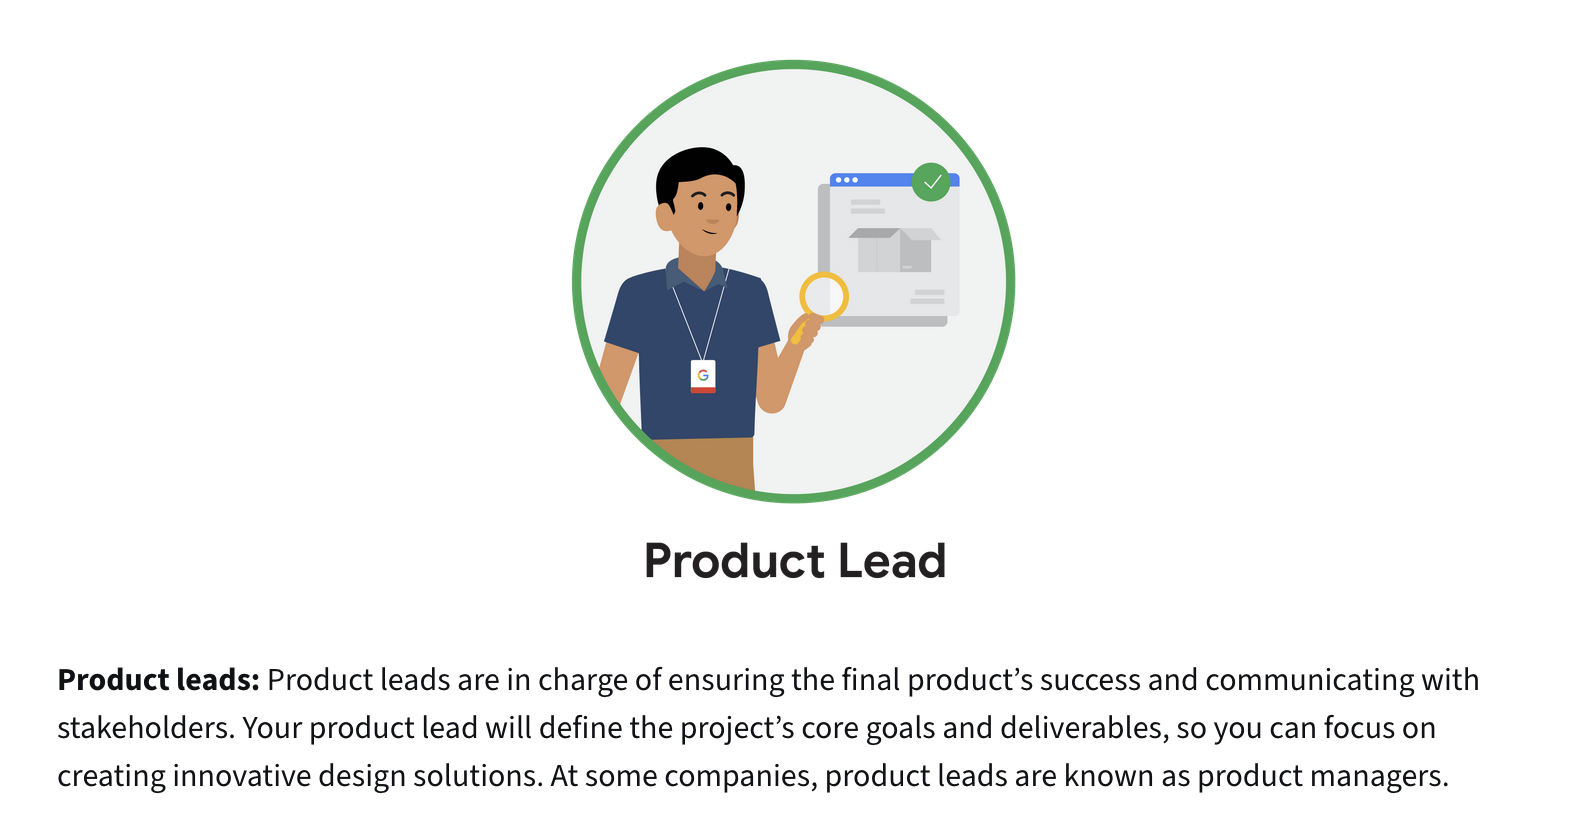 G
Product Lead
Product leads: Product leads are in charge of ensuring the final product’s success and communicating with
stakeholders. Your product lead will define the project’s core goals and deliverables, so you can focus on
creating innovative design solutions. At some companies, product leads are known as product managers.